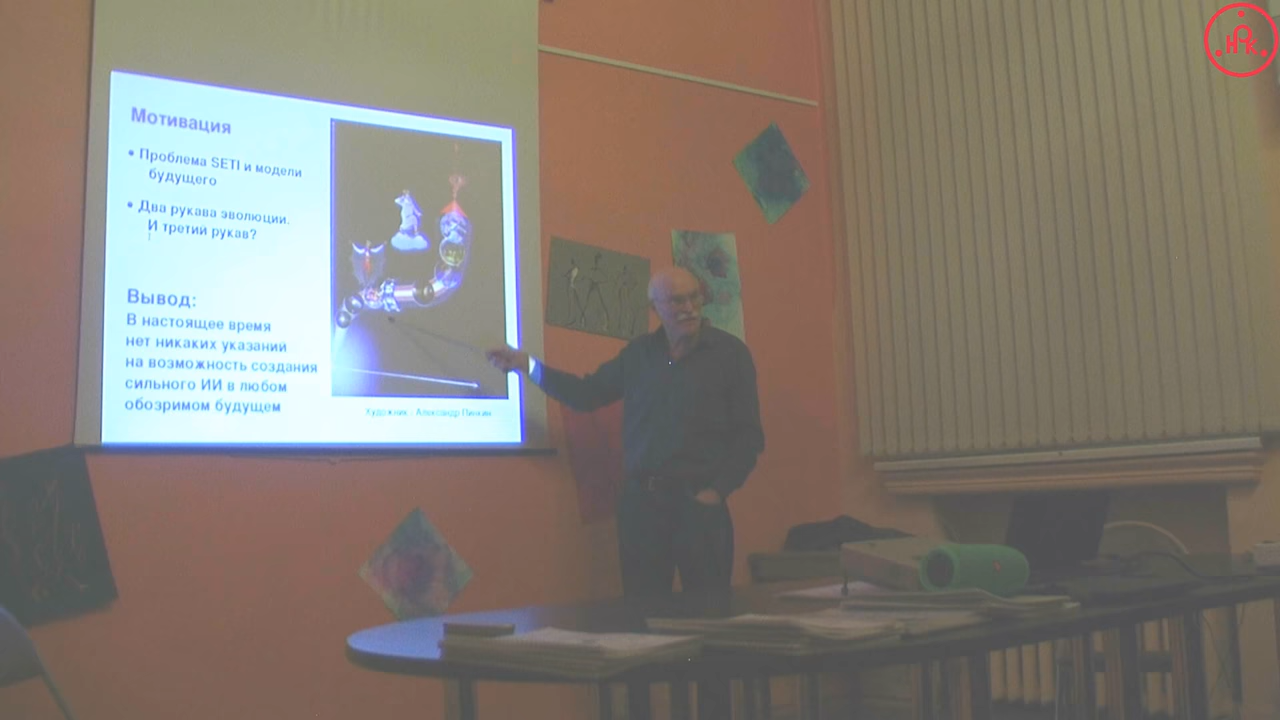 Мотивация
• Проблема SETI и модели
будущего
• Два рукава эволюции.
И третий рукав?
Вывод:
В настоящее время
нет никаких указаний
на возможность создания
сильного ИИ в любом
обозримом будущем
Художник - Александр